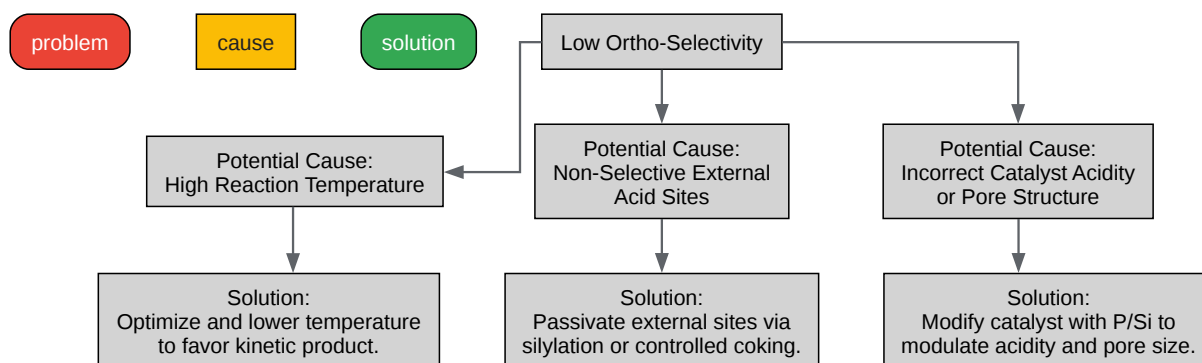 problem
cause
solution
Low Ortho-Selectivity
Potential Cause:
High Reaction Temperature
Potential Cause:
Non-Selective External
Acid Sites
Potential Cause:
Incorrect Catalyst Acidity
or Pore Structure
Solution:
Optimize and lower temperature
to favor kinetic product.
Solution:
Passivate external sites via
silylation or controlled coking.
Solution:
Modify catalyst with P/Si to
modulate acidity and pore size.